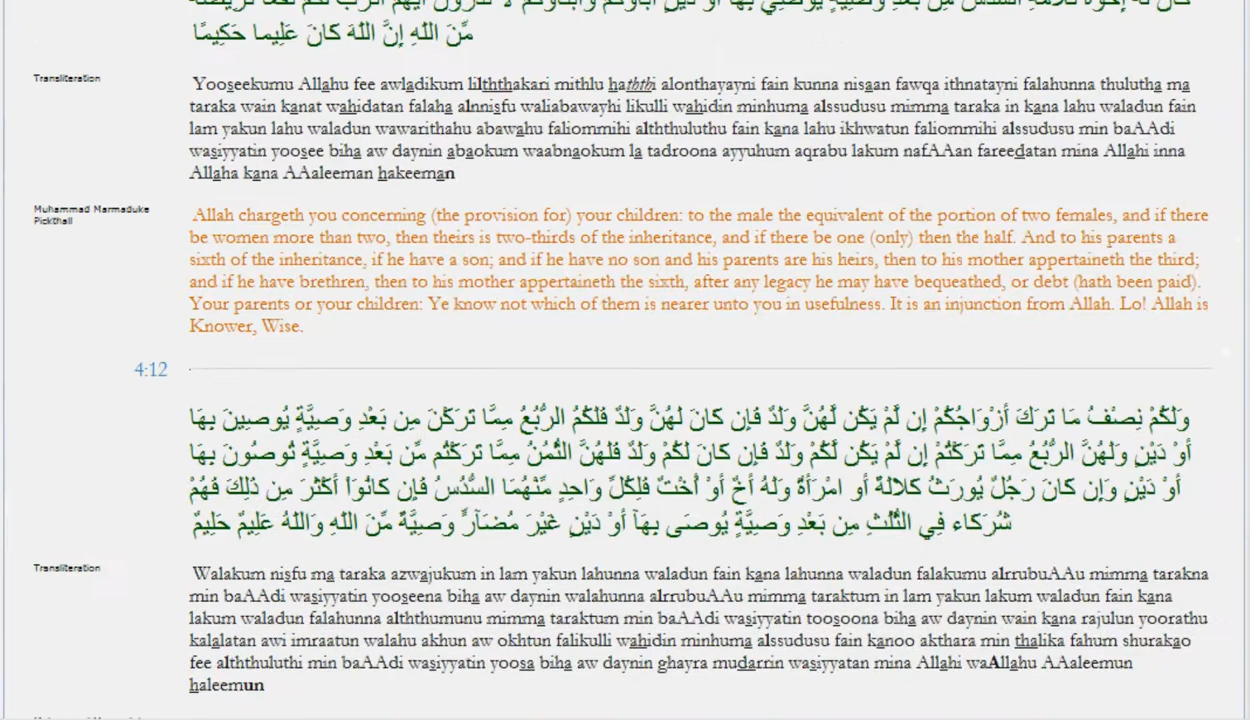 مِّنَ اللّهِ إِنَّ اللّهَ كَانَ عَلِيما حَكِيمًا
Transliteration
Yooseekumu Allahu fee awladikum lilththakari mithlu haththi alonthayayni fain kunna nisaan fawqa ithnatayni falahunna thulutha ma
taraka wain kanat wahidatan falaha alnnisfu waliabawayhi likulli wahidin minhuma alssudusu mimma taraka in kana lahu waladun fain
lam yakun lahu waladun wawarithahu abawahu faliommihi alththuluthu fain kana lahu ikhwatun faliommihi alssudusu min baAAdi
wasiyyatin yoosee biha aw daynin abaokum waabnaokum la tadroona ayyuhum aqrabu lakum nafAAan fareedatan mina Allahi inna
Allaha kana AAaleeman hakeeman
Muhammad Marmaduke
Pickthall
Allah chargeth you concerning (the provision for) your children: to the male the equivalent of the portion of two females, and if there
be women more than two, then theirs is two-thirds of the inheritance, and if there be one (only) then the half. And to his parents a
sixth of the inheritance, if he have a son; and if he have no son and his parents are his heirs, then to his mother appertaineth the third;
and if he have brethren, then to his mother appertaineth the sixth, after any legacy he may have bequeathed, or debt (hath been paid).
Your parents or your children: Ye know not which of them is nearer unto you in usefulness. It is an injunction from Allah. Lo! Allah is
Knower, Wise.
4:12
وَلَكُمْ نِصْفُ مَا تَرَكَ أَزْوَاجُكُمْ إِن لَّمْ يَكُن لَّهُنَّ وَلَدٌ فَإِن كَانَ لَهُنَّ وَلَدٌ فَلَكُمُ الرُّبُعُ مِمَّا تَرَكْنَ مِن بَعْدِ وَصِيَّةٍ يُوصِينَ بِهَا
أَوْ دَيْنٍ وَلَهُنَّ الرُّبُعُ مِمَّا تَرَكْتُمْ إِن لَّمْ يَكُن لَّكُمْ وَلَدٌ فَإِن كَانَ لَكُمْ وَلَدٌ فَلَهُنَّ الثُّمُنُ مِمَّا تَرَكْتُم مِّن بَعْدِ وَصِيَّةٍ تُوصُونَ بِهَا
أَوْ دَيْنٍ وَإِن كَانَ رَجُلٌ يُورَثُ كَلاَلَةً أَو امْرَأَةٌ وَلَهُ أَخٌ أَوْ أُخْتٌ فَلِكُلِّ وَاحِدٍ مِّنْهُمَا السُّدُسُ فَإِن كَانُوَاْ أَكْثَرَ مِن ذَلِكَ فَهُمْ
شُرَكَاء فِي الثُّلُثِ مِن بَعْدِ وَصِيَّةٍ يُوصَى بِهَآ أَوْ دَيْنٍ غَيْرَ مُضَآرٍّ وَصِيَّةً مِّنَ اللّهِ وَاللّهُ عَلِيمٌ حَلِيمٌ
Transliteration
Walakum nisfu ma taraka azwajukum in lam yakun lahunna waladun fain kana lahunna waladun falakumu alrrubuAAu mimma tarakna
min baAAdi wasiyyatin yooseena biha aw daynin walahunna alrrubuAAu mimma taraktum in lam yakun lakum waladun fain kana
lakum waladun falahunna alththumunu mimma taraktum min baAAdi wasiyyatin toosoona biha aw daynin wain kana rajulun yoorathu
kalalatan awi imraatun walahu akhun aw okhtun falikulli wahidin minhuma alssudusu fain kanoo akthara min thalika fahum shurakao
fee alththuluthi min baAAdi wasiyyatin yoosa biha aw daynin ghayra mudarrin wasiyyatan mina Allahi waAllahu AAaleemun
haleemun